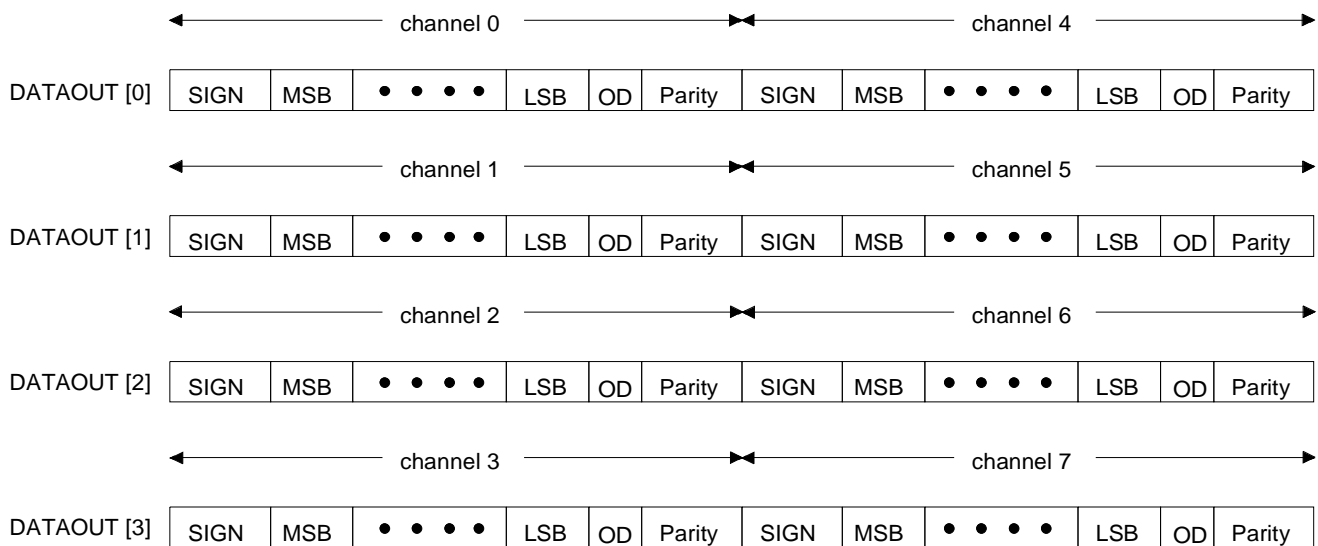 channel 0 channel 4
DATAOUT [0] SIGN MSB LSB OD Parity SIGN MSB LSB OD Parity
channel 1 channel 5
DATAOUT [1] SIGN MSB LSB OD Parity SIGN MSB LSB OD Parity
channel 2 channel 6
DATAOUT [2] SIGN MSB LSB OD Parity SIGN MSB LSB OD Parity
channel 3 channel 7
DATAOUT [3] SIGN MSB LSB OD Parity SIGN MSB LSB OD Parity